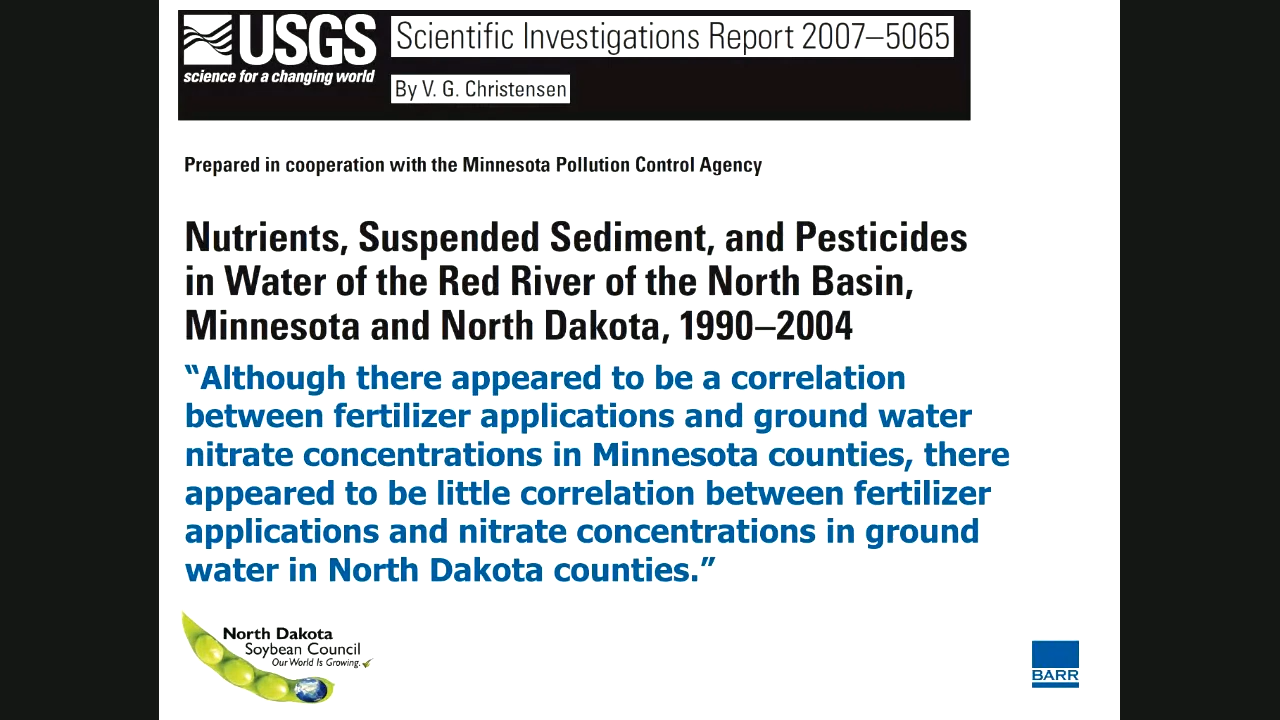 USGS
science for a changing world
Scientific Investigations Report 2007–5065
By V. G. Christensen
Prepared in cooperation with the Minnesota Pollution Control Agency
Nutrients, Suspended Sediment, and Pesticides
in Water of the Red River of the North Basin,
Minnesota and North Dakota, 1990–2004
“Although there appeared to be a correlation
between fertilizer applications and ground water
nitrate concentrations in Minnesota counties, there
appeared to be little correlation between fertilizer
applications and nitrate concentrations in ground
water in North Dakota counties.”
North Dakota
Soybean Council
Our World Is Growing.
BARR